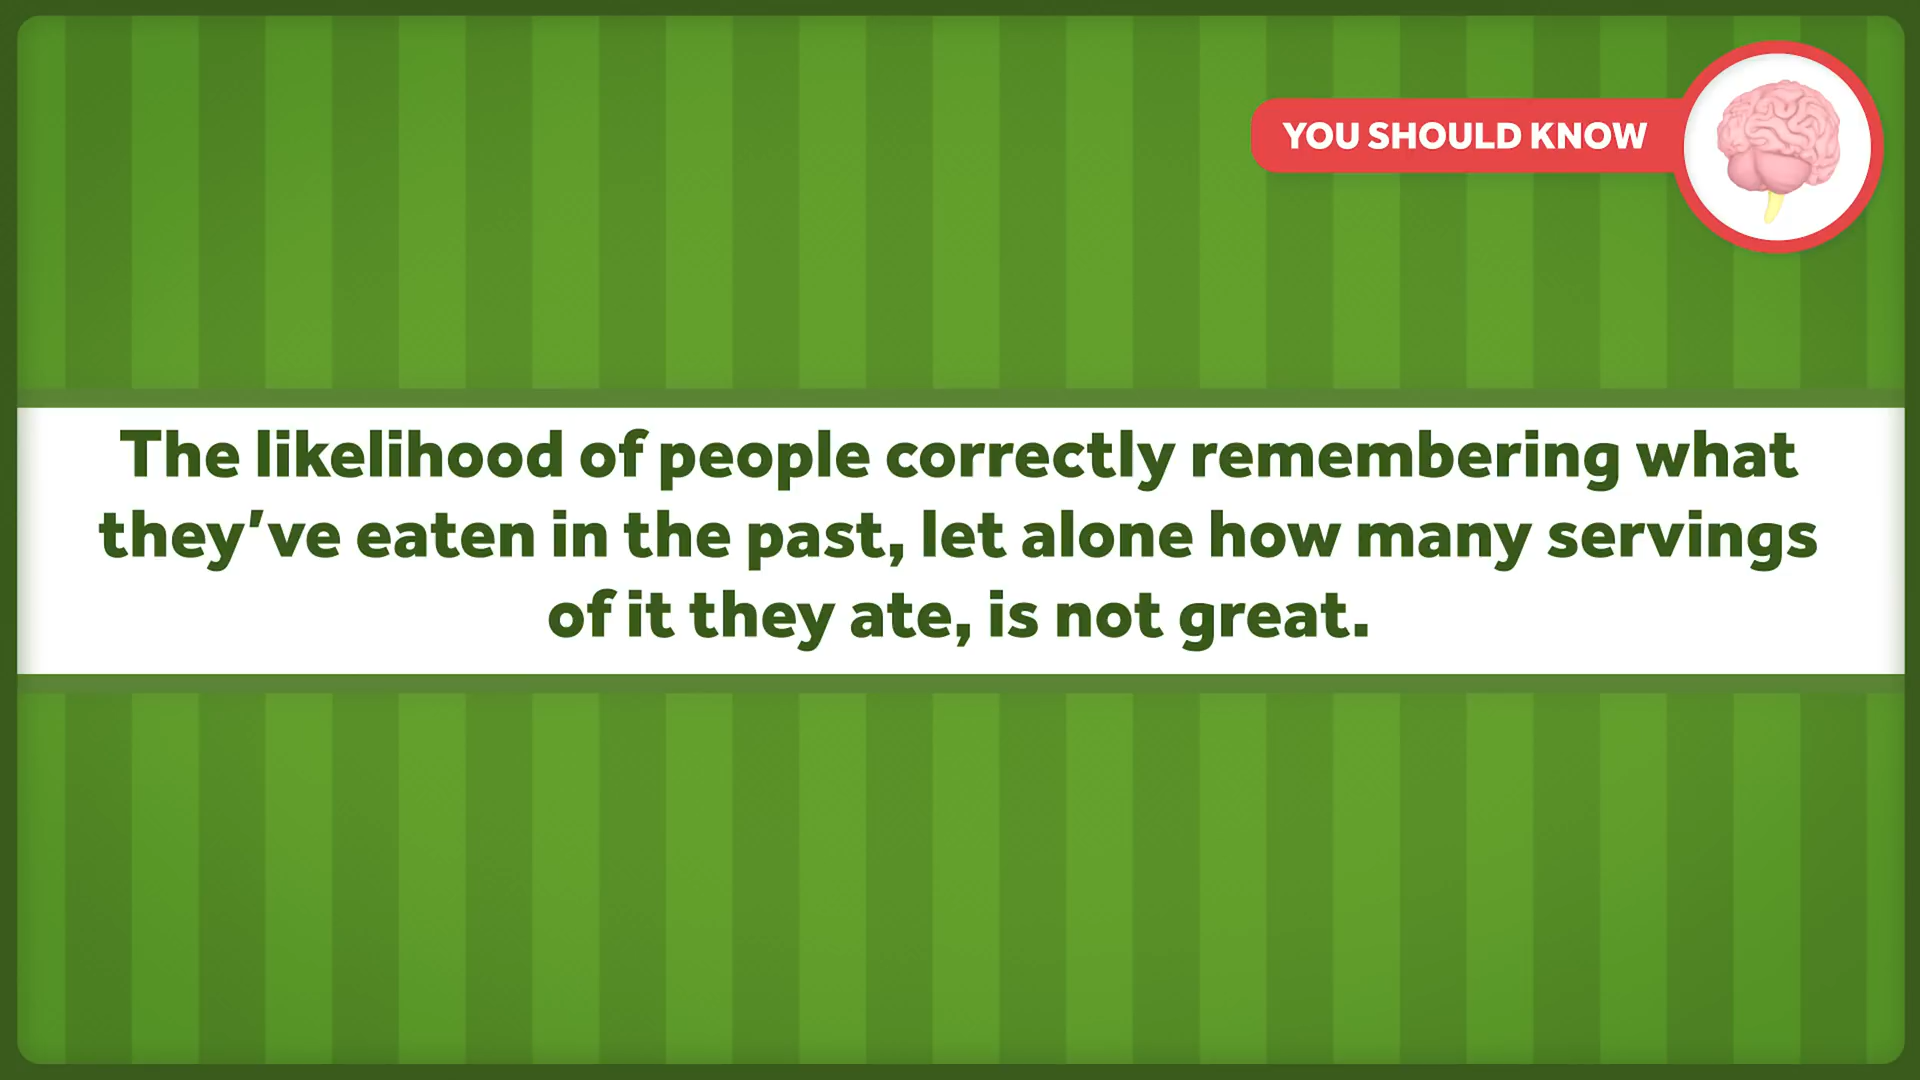 YOU SHOULD KNOW
The likelihood of people correctly remembering what
they've eaten in the past, let alone how many servings
of it they ate, is not great.